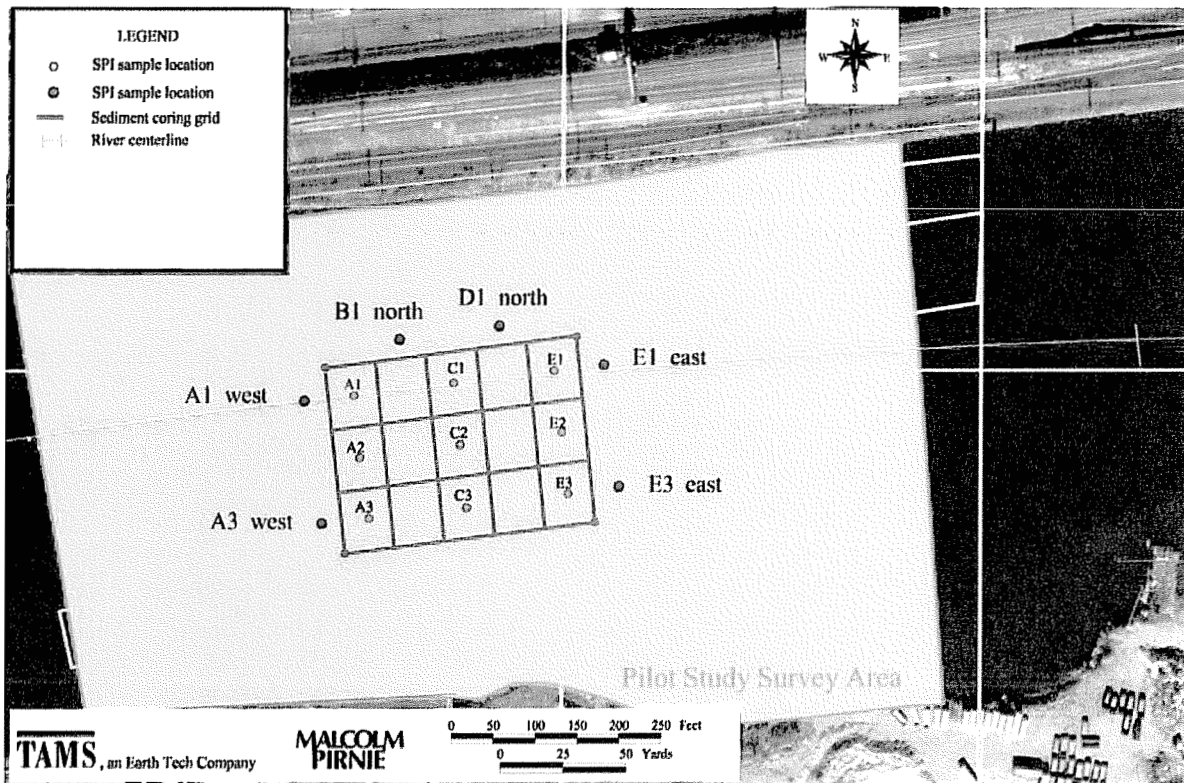 LEGEND
SPI sample location
SPI sample location
Sediment coring grid
River centerline
N
W E
S
B1 north
D1 north
A1 west
A1
C1
E1
E1 east
A2
C2
E2
A3 west
A3
C3
E3
E3 east
Pilot Study Survey Area
TAMS, an Earth Tech Company
MALCOLM
PIRNIE
0 50 100 150 200 250 Feet
0 25 50 Yards